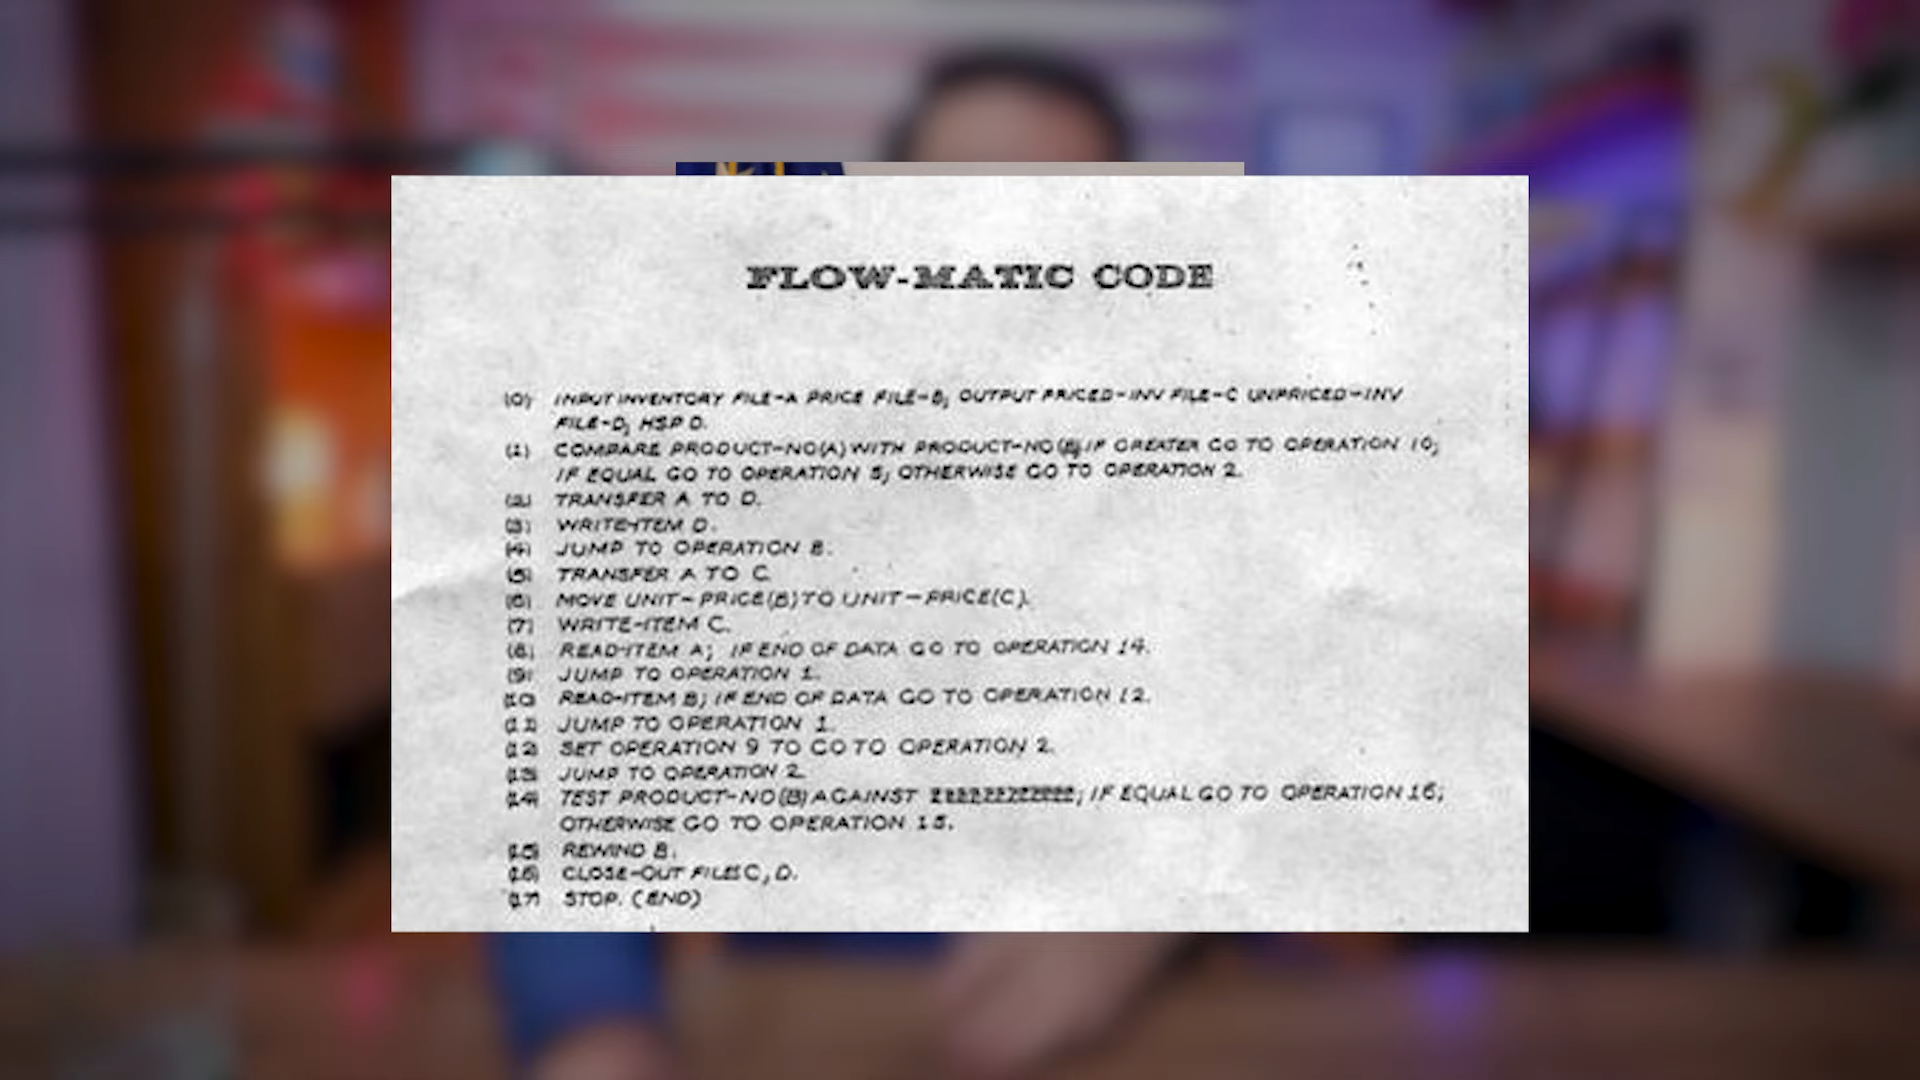 FLOW-MATIC CODE
(0) INPUT INVENTORY FILE-A PRICE FILE-B; OUTPUT PRICED-INV FILE-C UNPRICED-INV
FILE-D; HSP D.
(1) COMPARE PRODUCT-NO(A) WITH PRODUCT-NO(B); IF GREATER GO TO OPERATION 10;
IF EQUAL GO TO OPERATION 5; OTHERWISE GO TO OPERATION 2.
(2) TRANSFER A TO D.
(3) WRITE-ITEM D.
(4) JUMP TO OPERATION 8.
(5) TRANSFER A TO C
(6) MOVE UNIT-PRICE(B) TO UNIT-PRICE(C).
(7) WRITE-ITEM C.
(8) READ-ITEM A; IF END OF DATA GO TO OPERATION 14.
(9) JUMP TO OPERATION 1.
(10) READ-ITEM B; IF END OF DATA GO TO OPERATION 12.
(11) JUMP TO OPERATION 1.
(12) SET OPERATION 9 TO GO TO OPERATION 2.
(13) JUMP TO OPERATION 2.
(14) TEST PRODUCT-NO(B) AGAINST ; IF EQUAL GO TO OPERATION 16;
OTHERWISE GO TO OPERATION 15.
(15) REWIND B.
(16) CLOSE-OUT FILES C, D.
(17) STOP. (END)